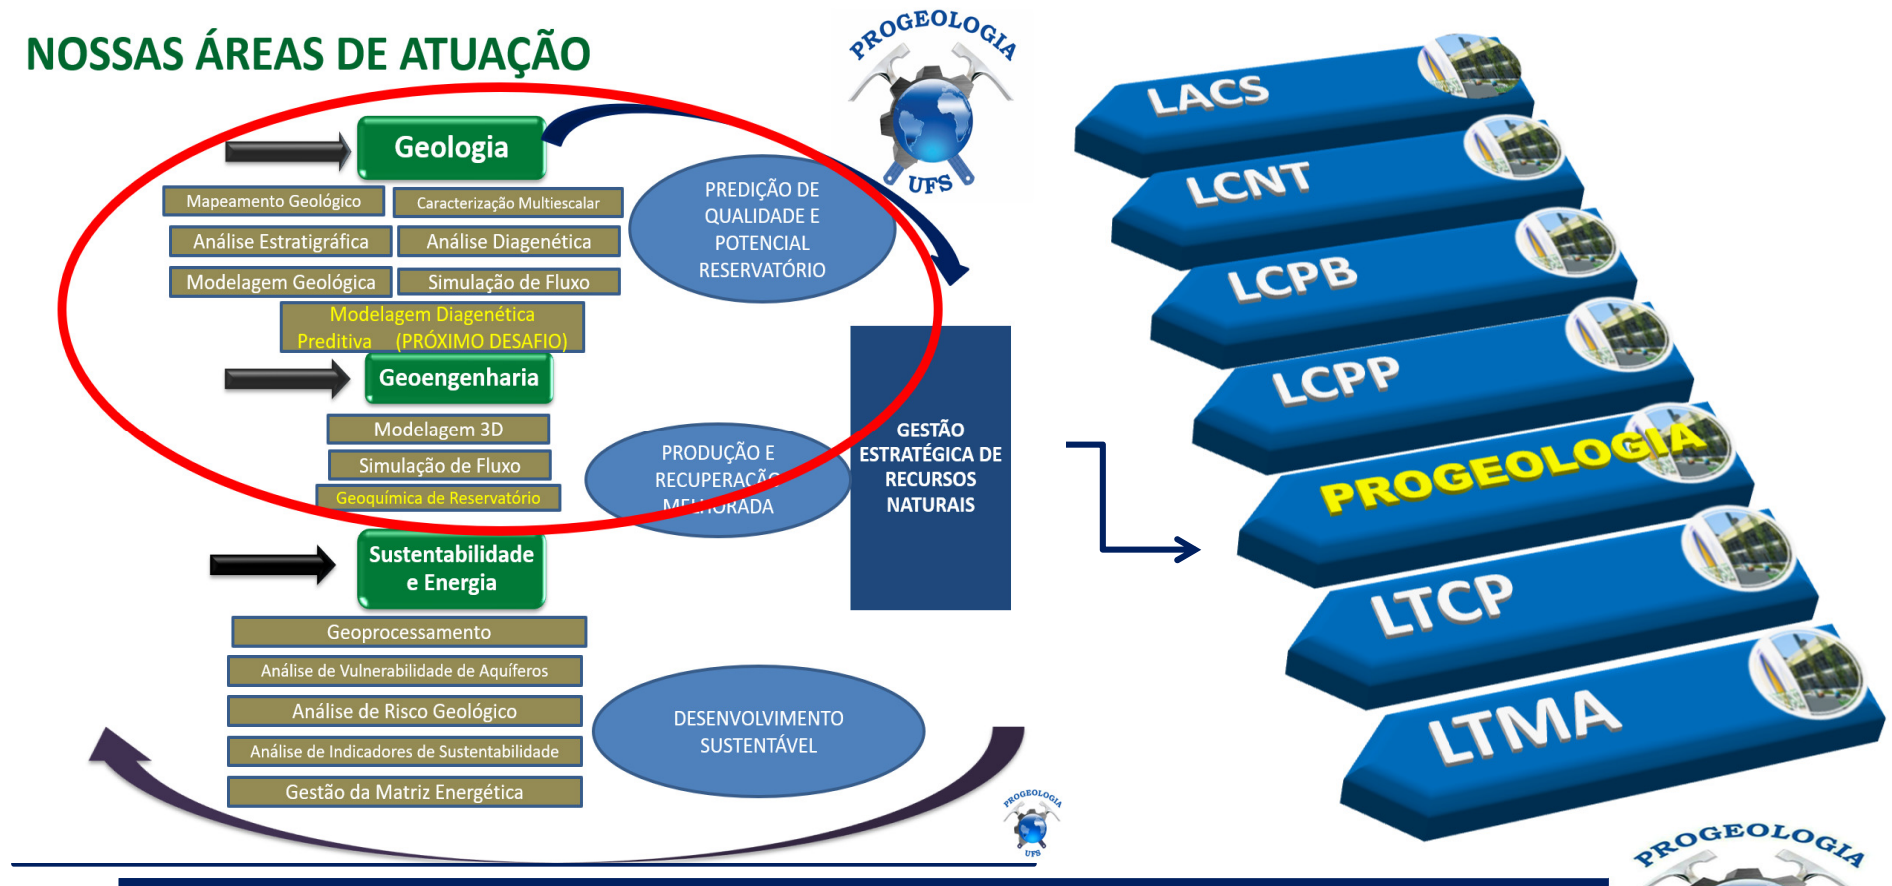 NOSSAS ÁREAS DE ATUAÇÃO
PROGEOLOGIA
UFS
Geologia
Mapeamento Geológico
Caracterização Multiescalar
Análise Estratigráfica
Análise Diagenética
Modelagem Geológica
Simulação de Fluxo
Modelagem Diagenética
Preditiva (PRÓXIMO DESAFIO)
PREDIÇÃO DE
QUALIDADE E
POTENCIAL
RESERVATÓRIO
Geoengenharia
Modelagem 3D
Simulação de Fluxo
Geoquímica de Reservatório
PRODUÇÃO E
RECUPERAÇÃO
MELHORADA
GESTÃO
ESTRATÉGICA DE
RECURSOS
NATURAIS
Sustentabilidade
e Energia
Geoprocessamento
Análise de Vulnerabilidade de Aquíferos
Análise de Risco Geológico
Análise de Indicadores de Sustentabilidade
Gestão da Matriz Energética
DESENVOLVIMENTO
SUSTENTÁVEL
PROGEOLOGIA
UFS
LACS
LCNT
LCPB
LCPP
PROGEOLOGIA
LTCP
LTMA
PROGEOLOGIA